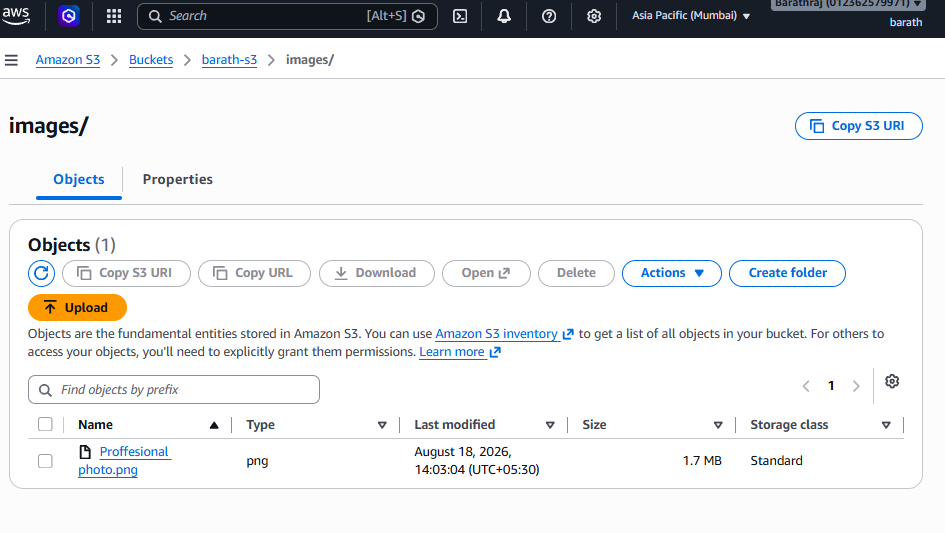 aws
Search [Alt+S]
Asia Pacific (Mumbai)
Barathraj (012362579971)
barath
Amazon S3 > Buckets > barath-s3 > images/
images/
Copy S3 URI
Objects
Properties
Objects (1)
Copy S3 URI
Copy URL
Download
Open
Delete
Actions
Create folder
Upload
Objects are the fundamental entities stored in Amazon S3. You can use Amazon S3 inventory to get a list of all objects in your bucket. For others to
access your objects, you'll need to explicitly grant them permissions. Learn more
Find objects by prefix
1
Name Type Last modified Size Storage class
Proffesional photo.png
png
August 18, 2026,
14:03:04 (UTC+05:30)
1.7 MB
Standard